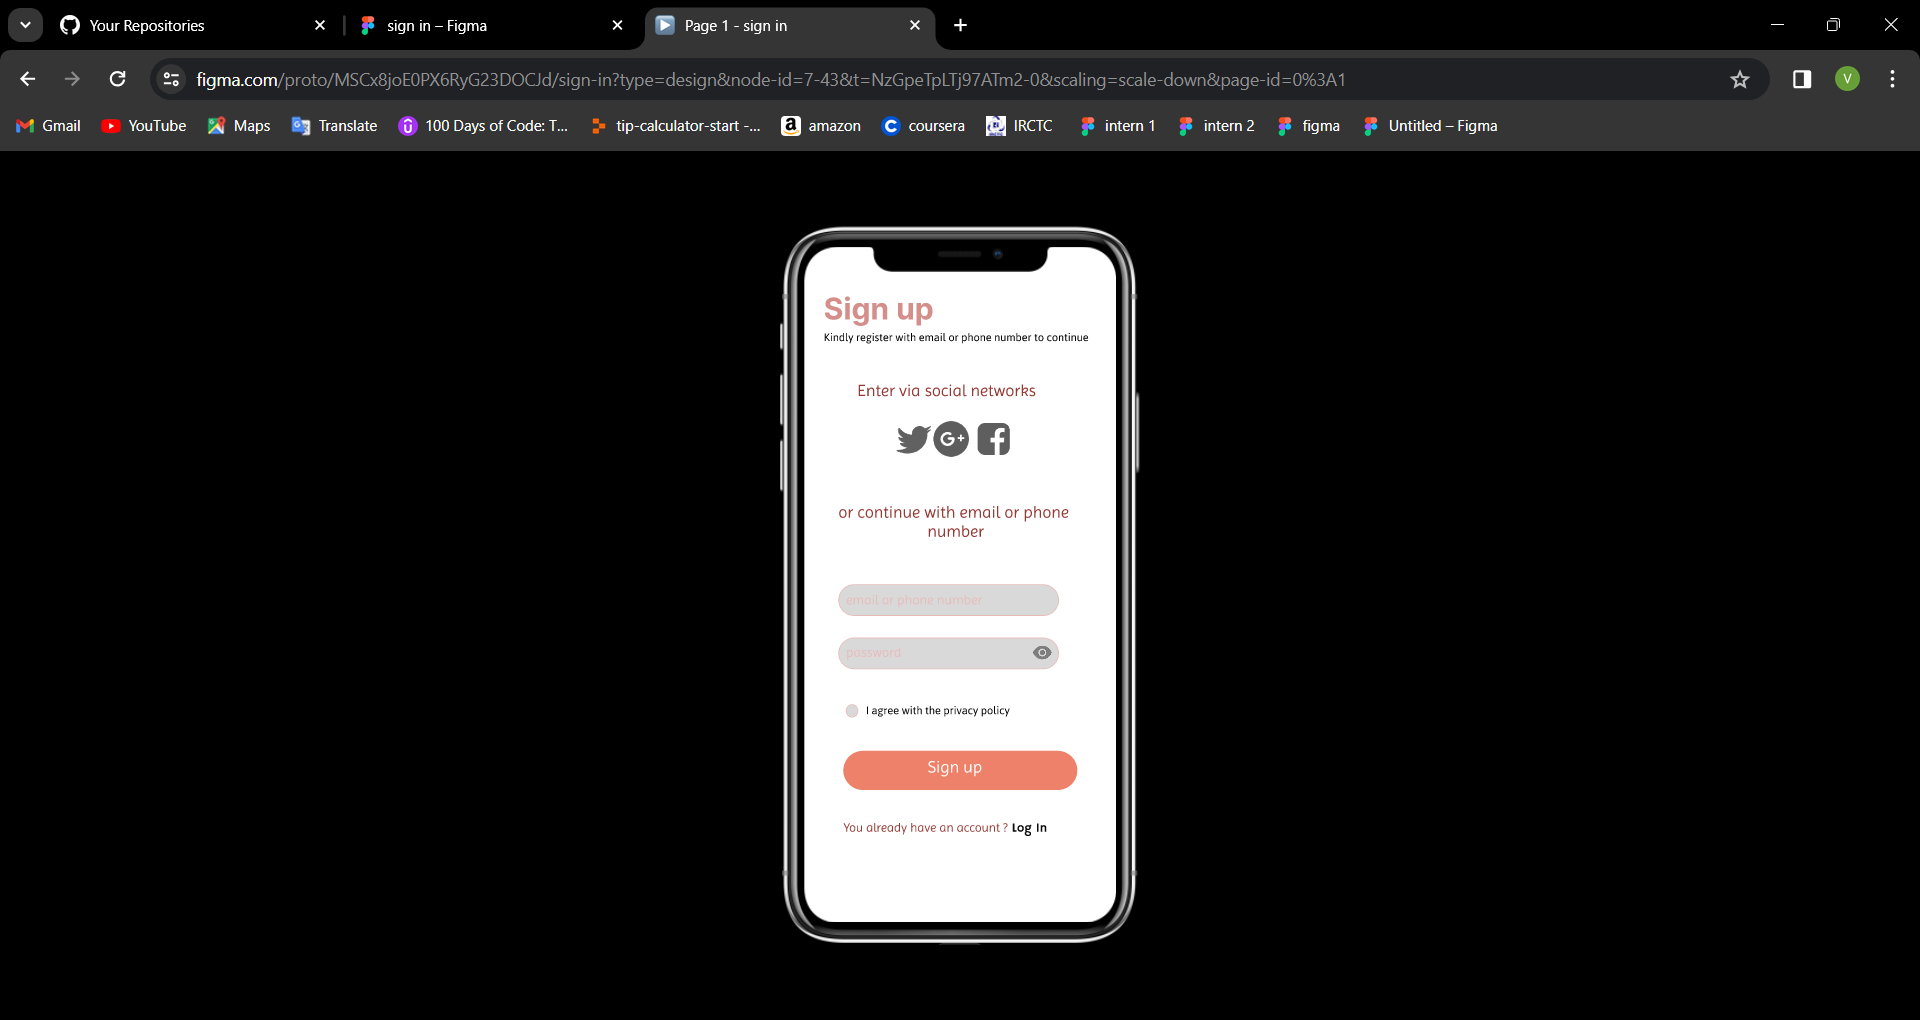 Your Repositories
sign in – Figma
Page 1 - sign in
figma.com/proto/MSCx8joE0PX6RyG23DOCJd/sign-in?type=design&node-id=7-43&t=NzGpeTpLTj97ATm2-0&scaling=scale-down&page-id=0%3A1
V
Gmail
YouTube
Maps
Translate
100 Days of Code: T...
tip-calculator-start -...
amazon
coursera
IRCTC
intern 1
intern 2
figma
Untitled – Figma
Sign up
Kindly register with email or phone number to continue
Enter via social networks
G+
or continue with email or phone
number
email or phone number
password
I agree with the privacy policy
Sign up
You already have an account ? Log In